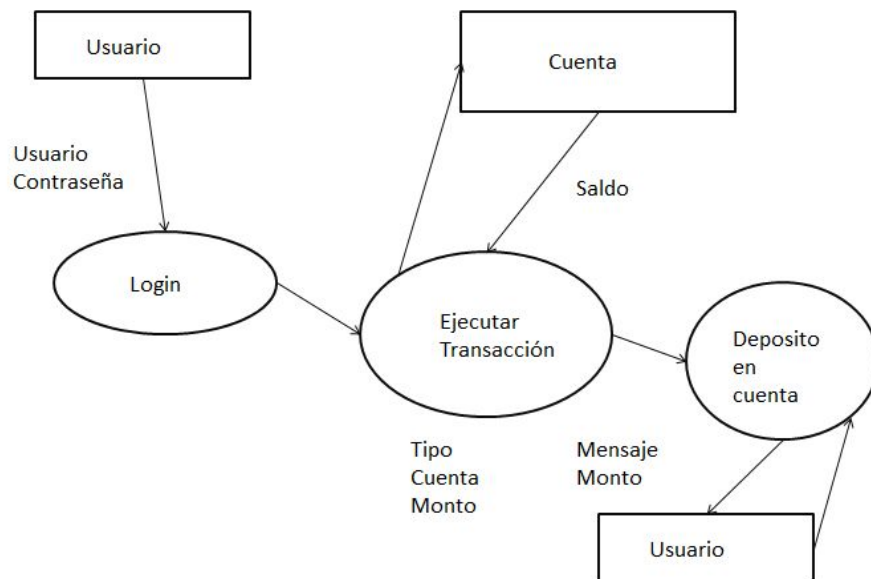 Usuario
Cuenta
Usuario
Contraseña
Saldo
Login
Ejecutar
Transacción
Deposito
en
cuenta
Tipo
Cuenta
Monto
Mensaje
Monto
Usuario